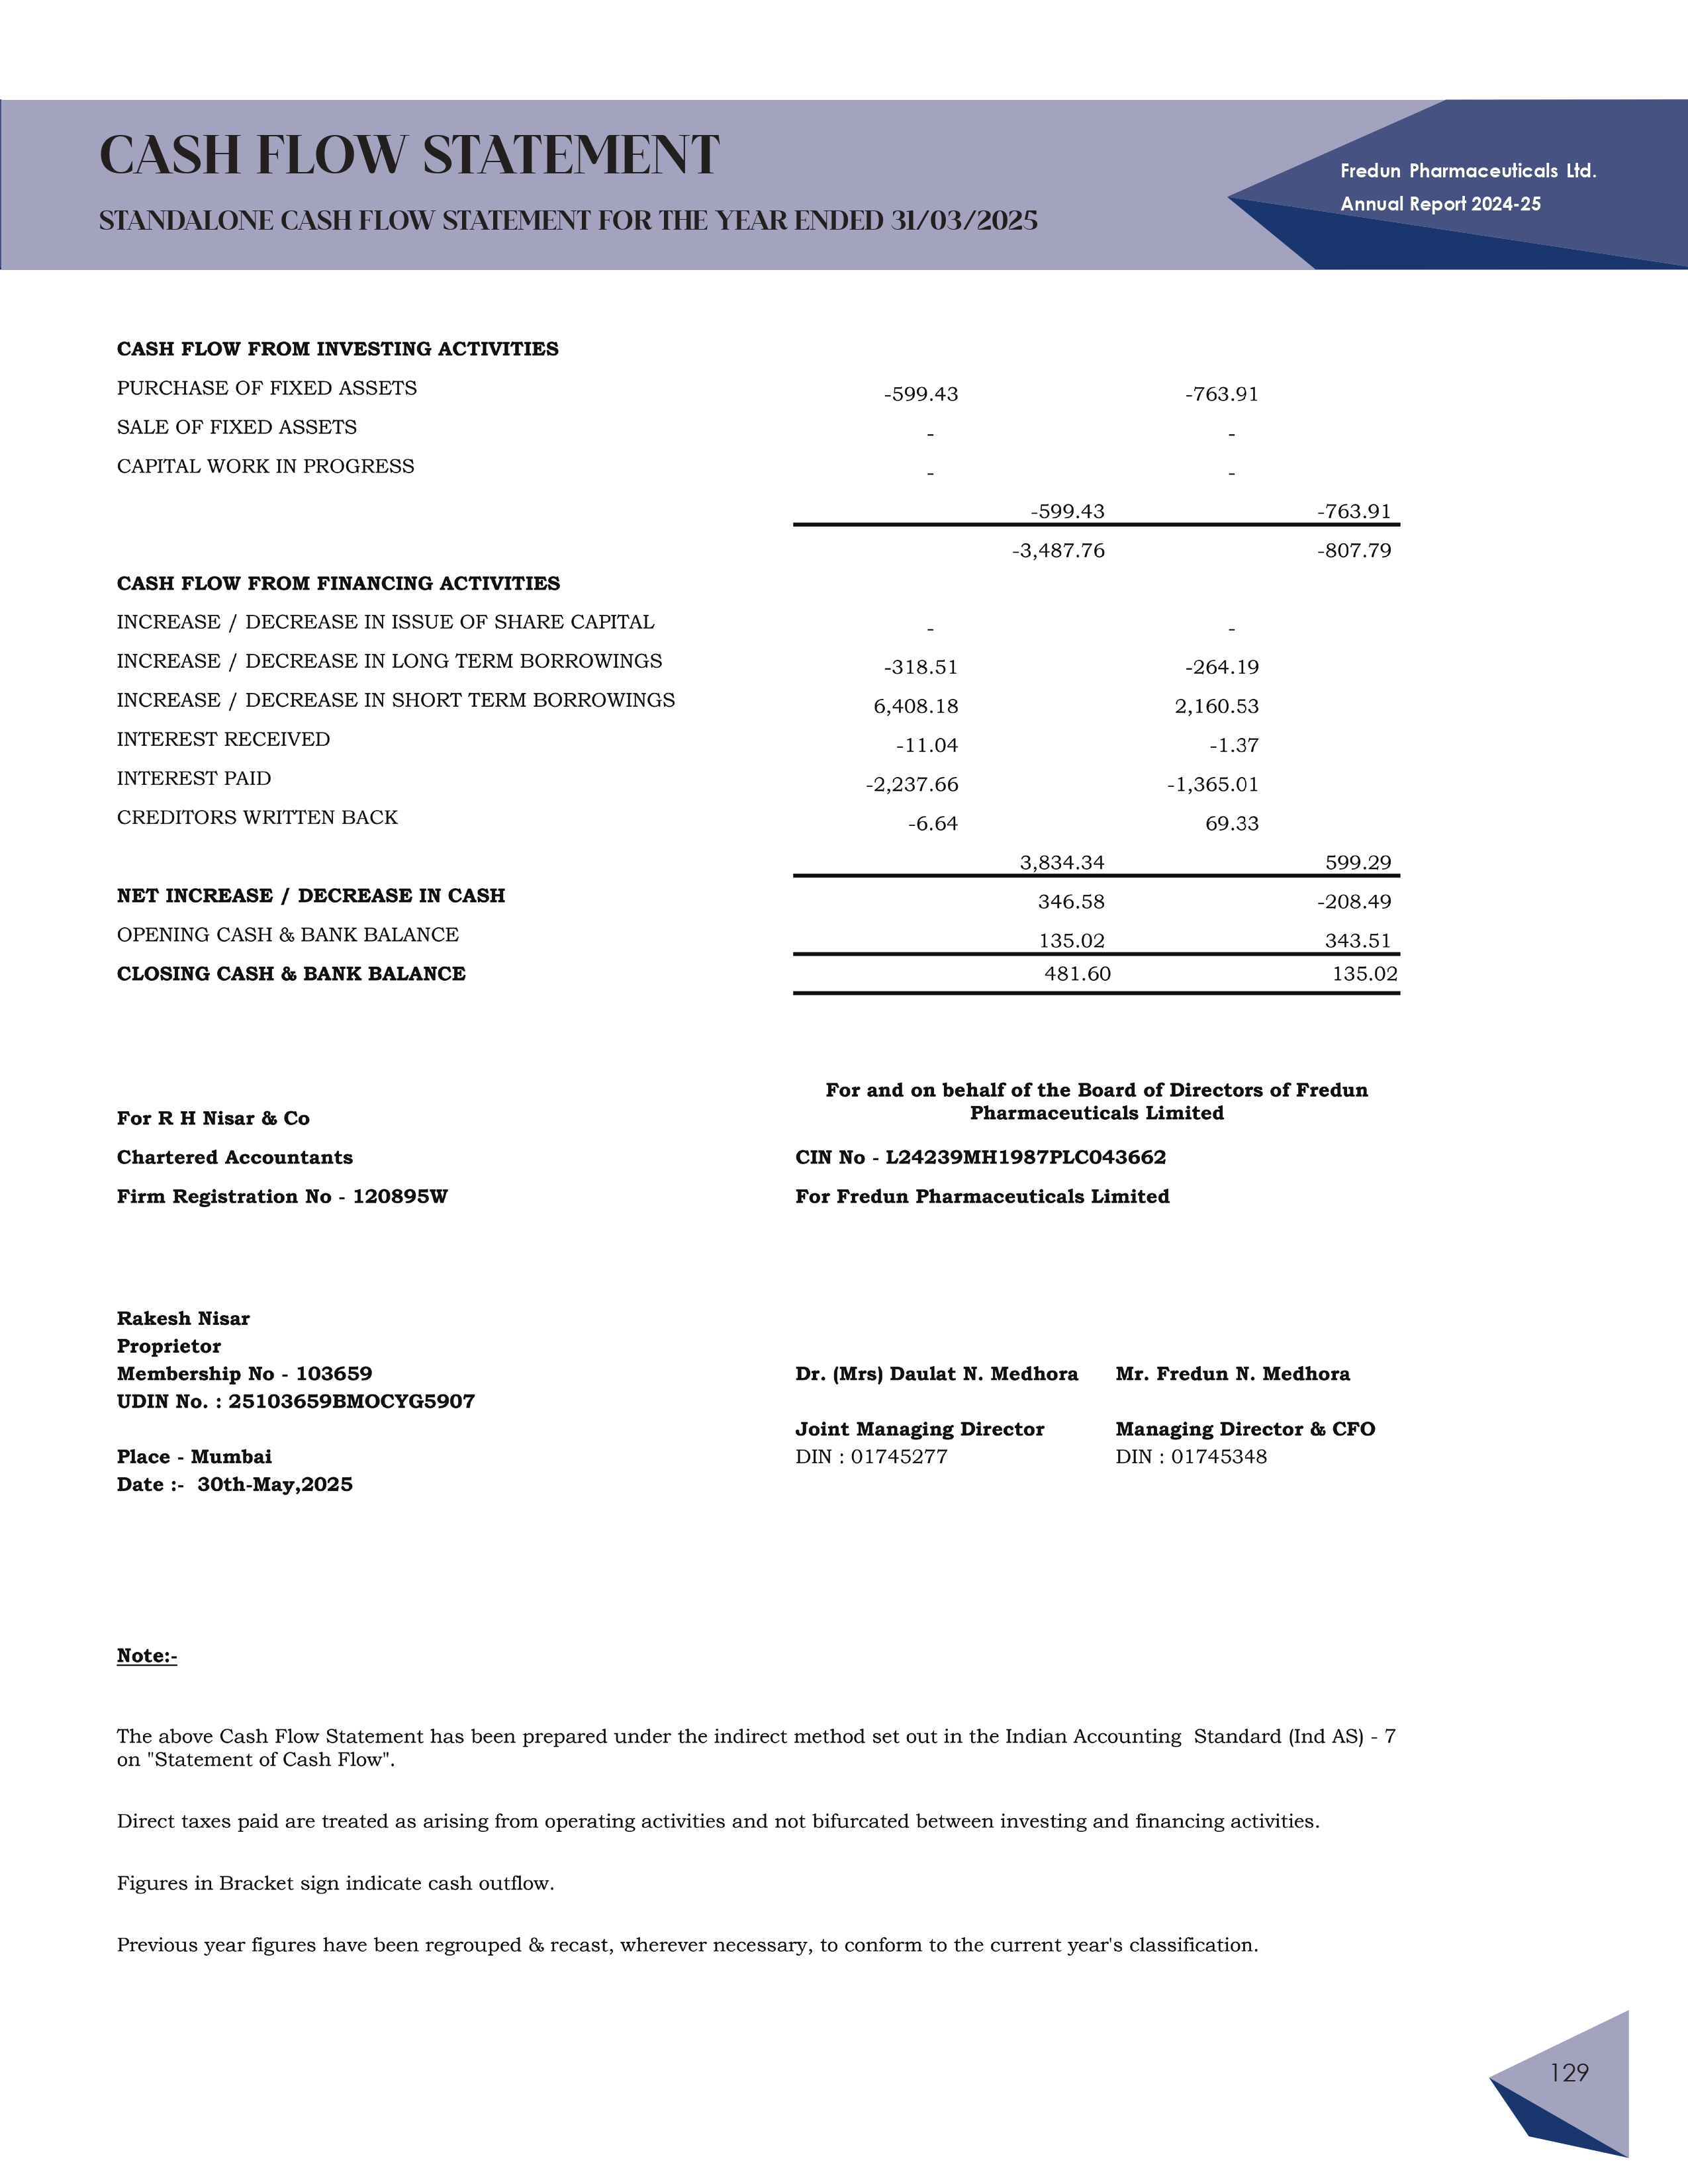 CASH FLOW STATEMENT
STANDALONE CASH FLOW STATEMENT FOR THE YEAR ENDED 31/03/2025
Fredun Pharmaceuticals Ltd.
Annual Report 2024-25
CASH FLOW FROM INVESTING ACTIVITIES
PURCHASE OF FIXED ASSETS -599.43 -763.91
SALE OF FIXED ASSETS - -
CAPITAL WORK IN PROGRESS - -
-599.43 -763.91
-3,487.76 -807.79
CASH FLOW FROM FINANCING ACTIVITIES
INCREASE / DECREASE IN ISSUE OF SHARE CAPITAL - -
INCREASE / DECREASE IN LONG TERM BORROWINGS -318.51 -264.19
INCREASE / DECREASE IN SHORT TERM BORROWINGS 6,408.18 2,160.53
INTEREST RECEIVED -11.04 -1.37
INTEREST PAID -2,237.66 -1,365.01
CREDITORS WRITTEN BACK -6.64 69.33
3,834.34 599.29
NET INCREASE / DECREASE IN CASH 346.58 -208.49
OPENING CASH & BANK BALANCE 135.02 343.51
CLOSING CASH & BANK BALANCE 481.60 135.02
For and on behalf of the Board of Directors of Fredun
Pharmaceuticals Limited
For R H Nisar & Co
Chartered Accountants CIN No - L24239MH1987PLC043662
Firm Registration No - 120895W For Fredun Pharmaceuticals Limited
Rakesh Nisar
Proprietor
Membership No - 103659 Dr. (Mrs) Daulat N. Medhora Mr. Fredun N. Medhora
UDIN No. : 25103659BMOCYG5907
Joint Managing Director Managing Director & CFO
Place - Mumbai DIN : 01745277 DIN : 01745348
Date :- 30th-May,2025
Note:-
The above Cash Flow Statement has been prepared under the indirect method set out in the Indian Accounting Standard (Ind AS) - 7
on "Statement of Cash Flow".
Direct taxes paid are treated as arising from operating activities and not bifurcated between investing and financing activities.
Figures in Bracket sign indicate cash outflow.
Previous year figures have been regrouped & recast, wherever necessary, to conform to the current year's classification.
129